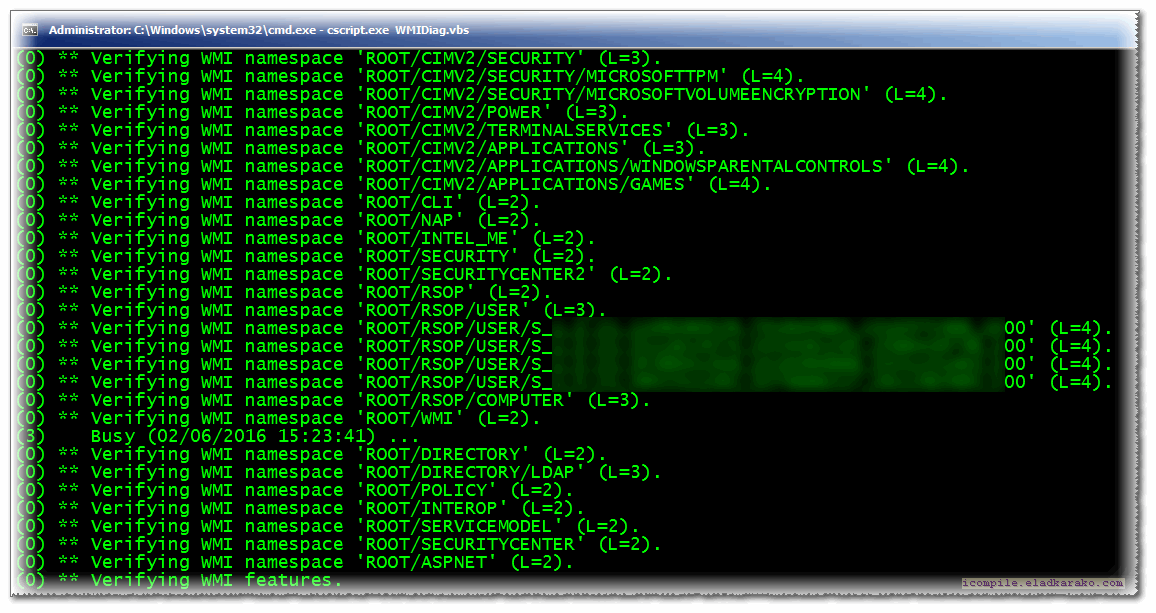 Administrator: C:\Windows\system32\cmd.exe - cscript.exe WMIDiag.vbs
(0) ** Verifying WMI namespace 'ROOT/CIMV2/SECURITY' (L=3).
(0) ** Verifying WMI namespace 'ROOT/CIMV2/SECURITY/MICROSOFTTPM' (L=4).
(0) ** Verifying WMI namespace 'ROOT/CIMV2/SECURITY/MICROSOFTVOLUMEENCRYPTION' (L=4).
(0) ** Verifying WMI namespace 'ROOT/CIMV2/POWER' (L=3).
(0) ** Verifying WMI namespace 'ROOT/CIMV2/TERMINALSERVICES' (L=3).
(0) ** Verifying WMI namespace 'ROOT/CIMV2/APPLICATIONS' (L=3).
(0) ** Verifying WMI namespace 'ROOT/CIMV2/APPLICATIONS/WINDOWSPARENTALCONTROLS' (L=4).
(0) ** Verifying WMI namespace 'ROOT/CIMV2/APPLICATIONS/GAMES' (L=4).
(0) ** Verifying WMI namespace 'ROOT/CLI' (L=2).
(0) ** Verifying WMI namespace 'ROOT/NAP' (L=2).
(0) ** Verifying WMI namespace 'ROOT/INTEL_ME' (L=2).
(0) ** Verifying WMI namespace 'ROOT/SECURITY' (L=2).
(0) ** Verifying WMI namespace 'ROOT/SECURITYCENTER2' (L=2).
(0) ** Verifying WMI namespace 'ROOT/RSOP' (L=2).
(0) ** Verifying WMI namespace 'ROOT/RSOP/USER' (L=3).
(0) ** Verifying WMI namespace 'ROOT/RSOP/USER/S_ 00' (L=4).
(0) ** Verifying WMI namespace 'ROOT/RSOP/USER/S_ 00' (L=4).
(0) ** Verifying WMI namespace 'ROOT/RSOP/USER/S_ 00' (L=4).
(0) ** Verifying WMI namespace 'ROOT/RSOP/USER/S_ 00' (L=4).
(0) ** Verifying WMI namespace 'ROOT/RSOP/COMPUTER' (L=3).
(0) ** Verifying WMI namespace 'ROOT/WMI' (L=2).
(3) Busy (02/06/2016 15:23:41) ...
(0) ** Verifying WMI namespace 'ROOT/DIRECTORY' (L=2).
(0) ** Verifying WMI namespace 'ROOT/DIRECTORY/LDAP' (L=3).
(0) ** Verifying WMI namespace 'ROOT/POLICY' (L=2).
(0) ** Verifying WMI namespace 'ROOT/INTEROP' (L=2).
(0) ** Verifying WMI namespace 'ROOT/SERVICEMODEL' (L=2).
(0) ** Verifying WMI namespace 'ROOT/SECURITYCENTER' (L=2).
(0) ** Verifying WMI namespace 'ROOT/ASPNET' (L=2).
(0) ** Verifying WMI features.
icompile.eladkarako.com